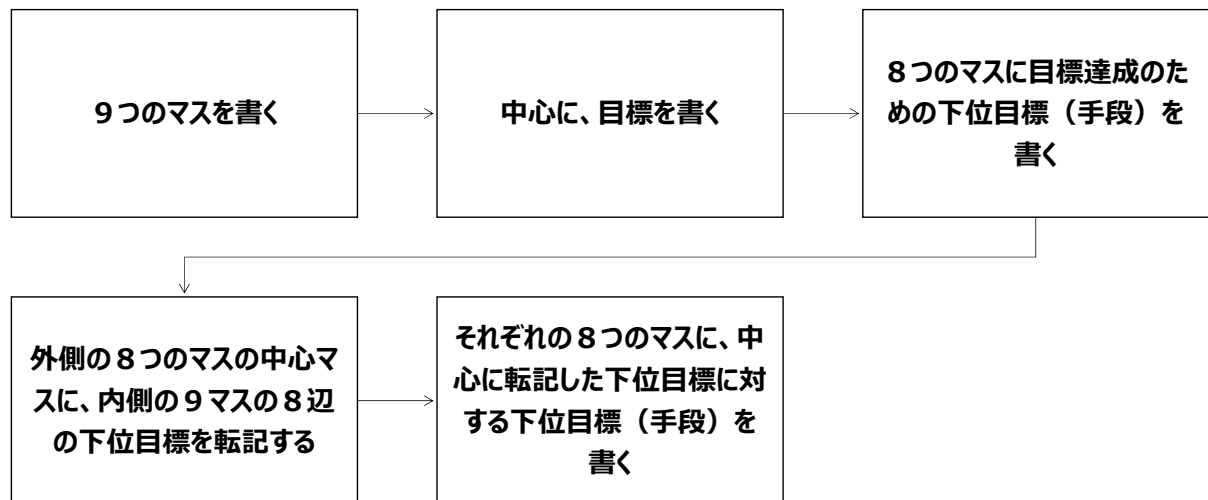 ９つのマスを書く
中心に、目標を書く
８つのマスに目標達成のた
めの下位目標（手段）を
書く
外側の８つのマスの中心マ
スに、内側の９マスの８辺
の下位目標を転記する
それぞれの８つのマスに、中
心に転記した下位目標に対
する下位目標（手段）を
書く